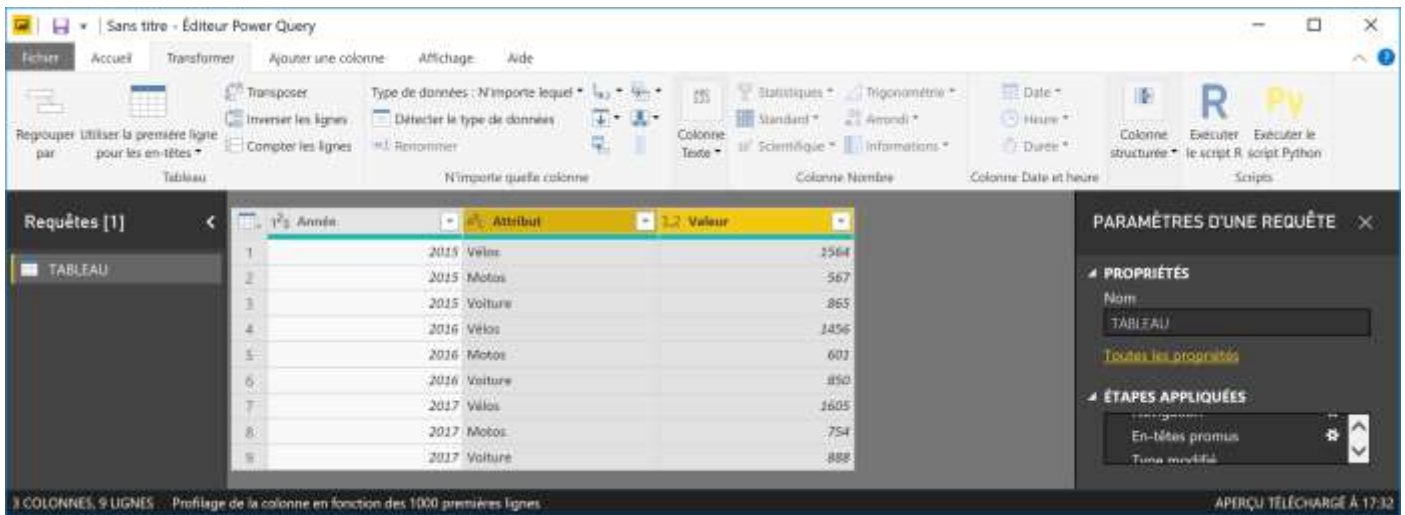 Sans titre - Éditeur Power Query
Fichier Accueil Transformer Ajouter une colonne Affichage Aide
Regrouper par
Utiliser la première ligne pour les en-têtes
Transposer
Inverser les lignes
Compter les lignes
Tableau
Type de données : N'importe lequel
Détecter le type de données
Renommer
N'importe quelle colonne
Colonne Texte
Statistiques
Standard
Scientifique
Trigonométrie
Arrondi
Informations
Colonne Nombre
Date
Heure
Durée
Colonne Date et heure
Colonne structurée
R
Exécuter le script R
Py
Exécuter le script Python
Scripts
Requêtes [1]
TABLEAU
Année Attribut Valeur
1 2015 Vélos 1564
2 2015 Motos 567
3 2015 Voiture 865
4 2016 Vélos 1456
5 2016 Motos 601
6 2016 Voiture 850
7 2017 Vélos 1605
8 2017 Motos 754
9 2017 Voiture 888
PARAMÈTRES D'UNE REQUÊTE
PROPRIÉTÉS
Nom
TABLEAU
Toutes les propriétés
ÉTAPES APPLIQUÉES
En-têtes promus
Type modifié
3 COLONNES, 9 LIGNES Profilage de la colonne en fonction des 1000 premières lignes
APERÇU TÉLÉCHARGÉ À 17:32